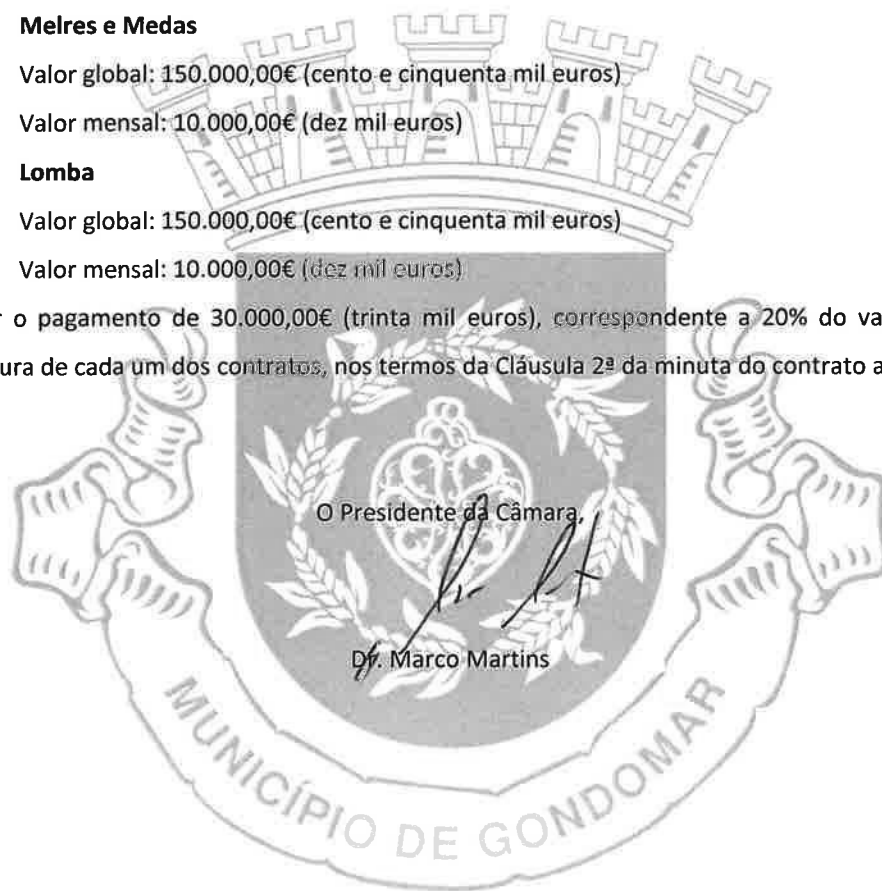 Melres e Medas
Valor global: 150.000,00€ (cento e cinquenta mil euros)
Valor mensal: 10.000,00€ (dez mil euros)
Lomba
Valor global: 150.000,00€ (cento e cinquenta mil euros)
Valor mensal: 10.000,00€ (dez mil euros)
o pagamento de 30.000,00€ (trinta mil euros), correspondente a 20% do va
ura de cada um dos contratos, nos termos da Cláusula 2ª da minuta do contrato a
O Presidente da Câmara,
Dr. Marco Martins
MUNICÍPIO DE GONDOMAR